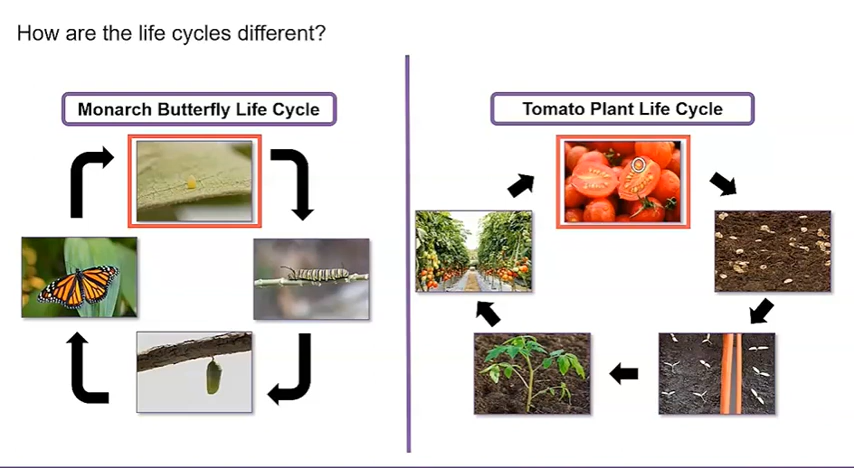 How are the life cycles different?
Monarch Butterfly Life Cycle
Tomato Plant Life Cycle